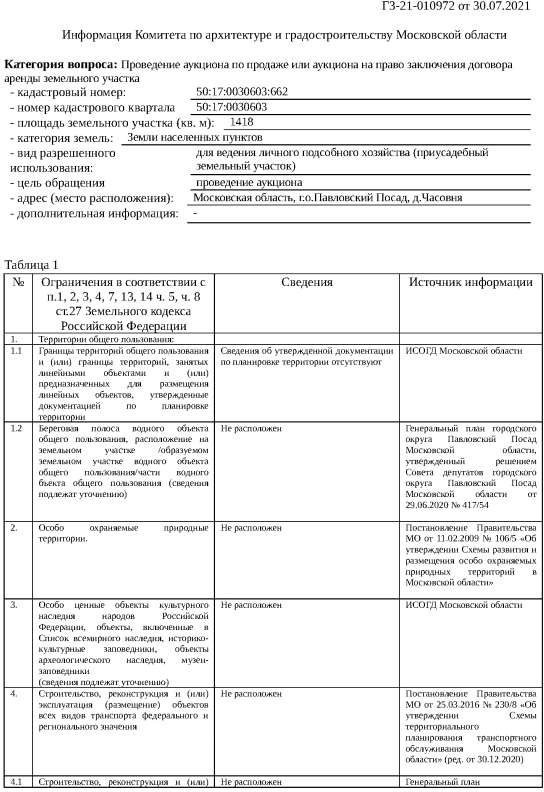 ГЗ-21-010972 от 30.07.2021
Информация Комитета по архитектуре и градостроительству Московской области
Категория вопроса: Проведение аукциона по продаже или аукциона на право заключения договора
аренды земельного участка
- кадастровый номер: 50:17:0030603:662
- номер кадастрового квартала 50:17:0030603
- площадь земельного участка (кв. м): 1418
- категория земель: Земли населенных пунктов
- вид разрешенного
использования:
для ведения личного подсобного хозяйства (приусадебный
земельный участок)
- цель обращения проведение аукциона
- адрес (место расположения): Московская область, г.о.Павловский Посад, д.Часовня
- дополнительная информация: -
Таблица 1
№
Ограничения в соответствии с
п.1, 2, 3, 4, 7, 13, 14 ч. 5, ч. 8
ст.27 Земельного кодекса
Российской Федерации
Сведения
Источник информации
1. Территории общего пользования:
1.1
Границы территорий общего пользования
и (или) границы территорий, занятых
линейными объектами и (или)
предназначенных для размещения
линейных объектов, утвержденные
документацией по планировке
территории
Сведения об утвержденной документации
по планировке территории отсутствуют
ИСОГД Московской области
1.2
Береговая полоса водного объекта
общего пользования, расположение на
земельном участке /образуемом
земельном участке водного объекта
общего пользования/части водного
бъекта общего пользования (сведения
подлежат уточнению)
Не расположен
Генеральный план городского
округа Павловский Посад
Московской области,
утвержденный решением
Совета депутатов городского
округа Павловский Посад
Московской области от
29.06.2020 № 417/54
2.
Особо охраняемые природные
территории.
Не расположен
Постановление Правительства
МО от 11.02.2009 № 106/5 «Об
утверждении Схемы развития и
размещения особо охраняемых
природных территорий в
Московской области»
3.
Особо ценные объекты культурного
наследия народов Российской
Федерации, объекты, включенные в
Список всемирного наследия, историко-
культурные заповедники, объекты
археологического наследия, музеи-
заповедники
(сведения подлежат уточнению)
Не расположен
ИСОГД Московской области
4.
Строительство, реконструкция и (или)
эксплуатация (размещение) объектов
всех видов транспорта федерального и
регионального значения
Не расположен
Постановление Правительства
МО от 25.03.2016 № 230/8 «Об
утверждении Схемы
территориального
планирования транспортного
обслуживания Московской
области» (ред. от 30.12.2020)
4.1
Строительство, реконструкция и (или)
Не расположен
Генеральный план